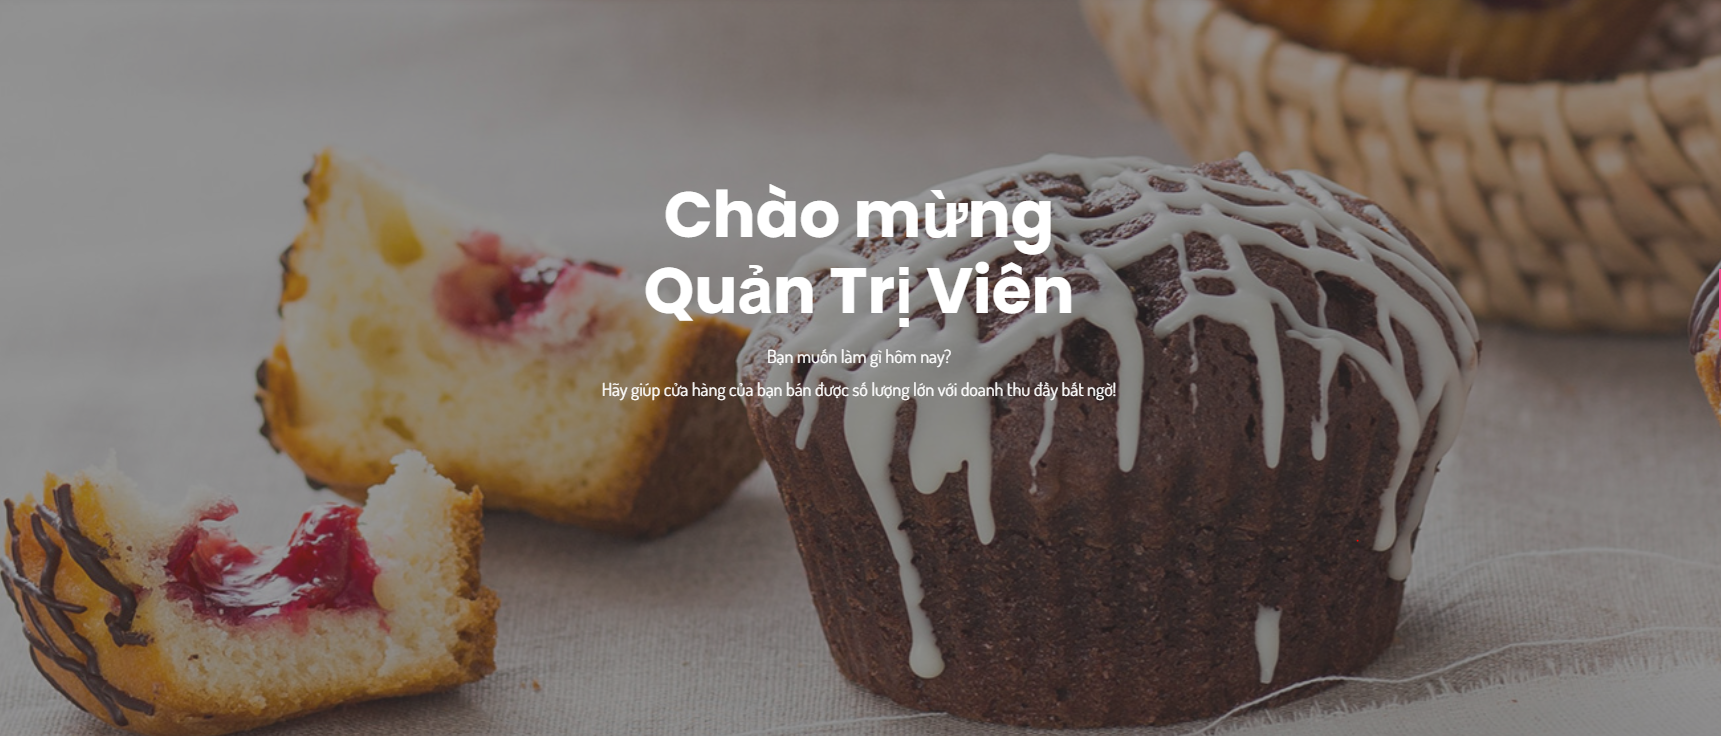 Chào mừng
Quản Trị Viên
Bạn muốn làm gì hôm nay?
Hãy giúp cửa hàng của bạn bán được số lượng lớn với doanh thu đầy bất ngờ!